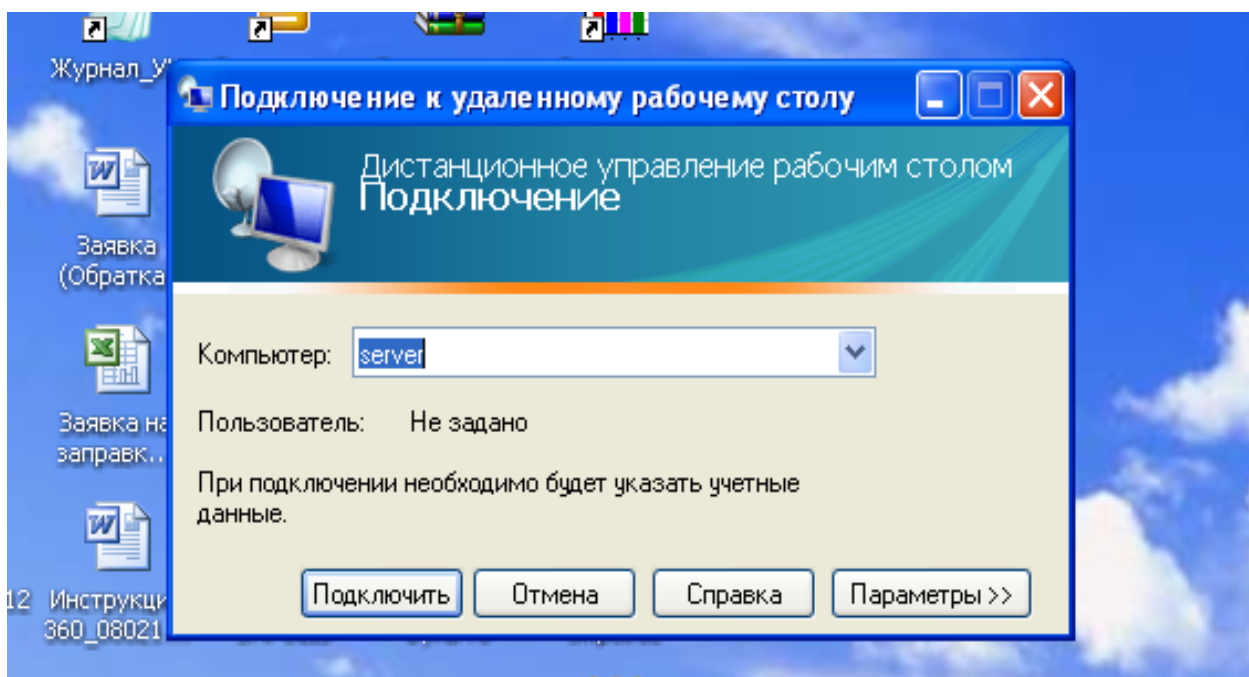 Журнал_У
Подключение к удаленному рабочему столу
Дистанционное управление рабочим столом
Подключение
Заявка
(Обратка
Компьютер: server
Заявка на
заправк..
Пользователь: Не задано
При подключении необходимо будет указать учетные
данные.
Подключить Отмена Справка Параметры >>
12 Инструкци
360_08021